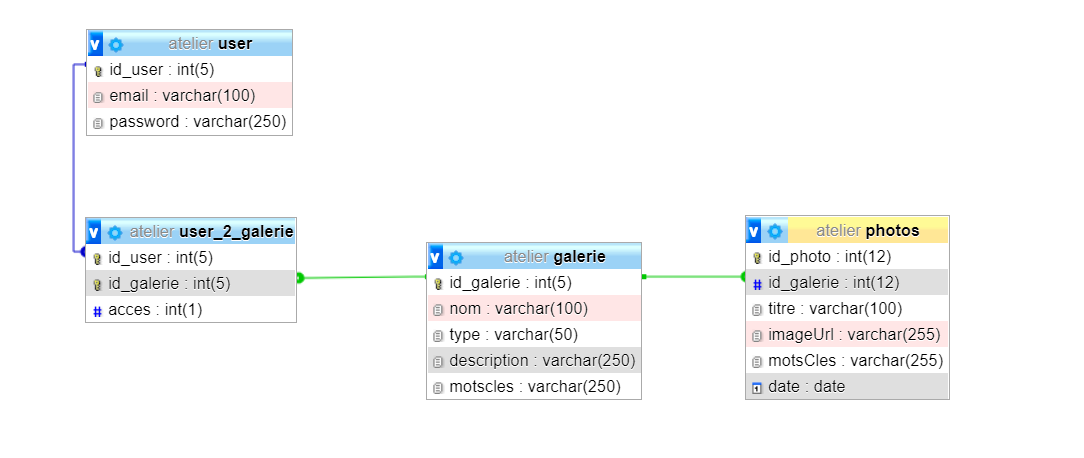 v atelier user
id_user : int(5)
email : varchar(100)
password : varchar(250)
v atelier user_2_galerie
id_user : int(5)
id_galerie : int(5)
# acces : int(1)
v atelier galerie
id_galerie : int(5)
nom : varchar(100)
type : varchar(50)
description : varchar(250)
motscles : varchar(250)
v atelier photos
id_photo : int(12)
# id_galerie : int(12)
titre : varchar(100)
imageUrl : varchar(255)
motsCles : varchar(255)
1 date : date